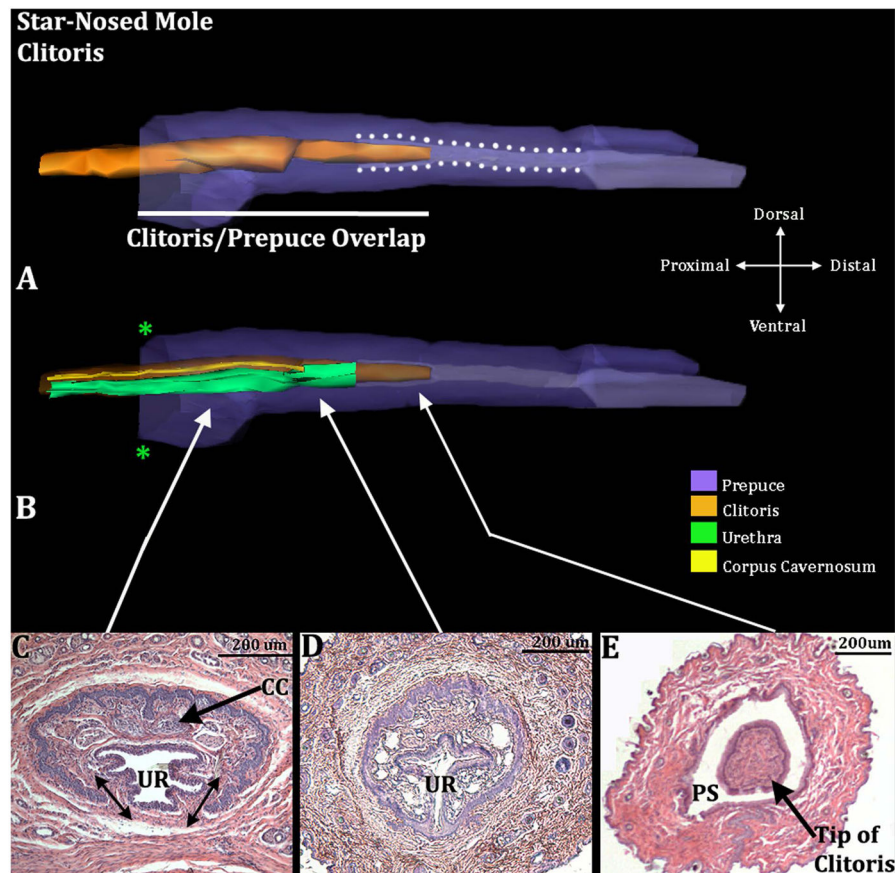 Star-Nosed Mole
Clitoris
Clitoris/Prepuce Overlap
A
Dorsal
Proximal
Distal
Ventral
*
*
B
Prepuce
Clitoris
Urethra
Corpus Cavernosum
C
200 um
CC
UR
D
200 um
UR
E
200um
PS
Tip of
Clitoris